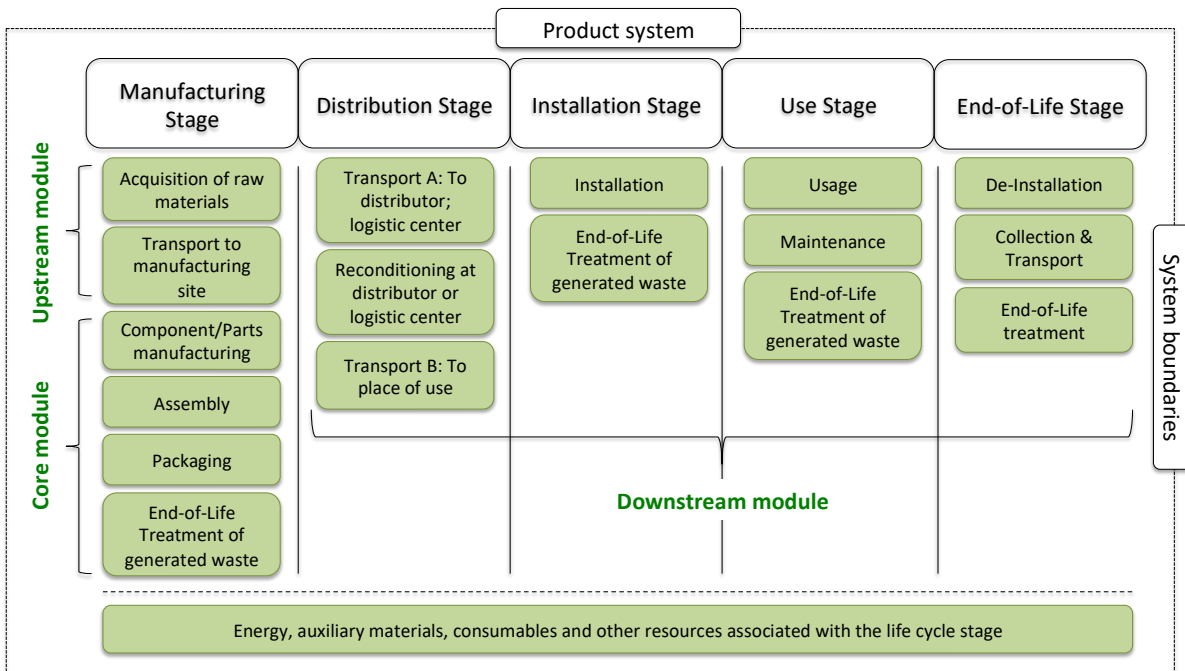 Product system
Manufacturing
Stage
Distribution Stage
Installation Stage
Use Stage
End-of-Life Stage
Upstream module
Core module
Acquisition of raw
materials
Transport to
manufacturing
site
Component/Parts
manufacturing
Assembly
Packaging
End-of-Life
Treatment of
generated waste
Transport A: To
distributor;
logistic center
Reconditioning at
distributor or
logistic center
Transport B: To
place of use
Installation
End-of-Life
Treatment of
generated waste
Usage
Maintenance
End-of-Life
Treatment of
generated waste
De-Installation
Collection &
Transport
End-of-Life
treatment
System boundaries
Downstream module
Energy, auxiliary materials, consumables and other resources associated with the life cycle stage